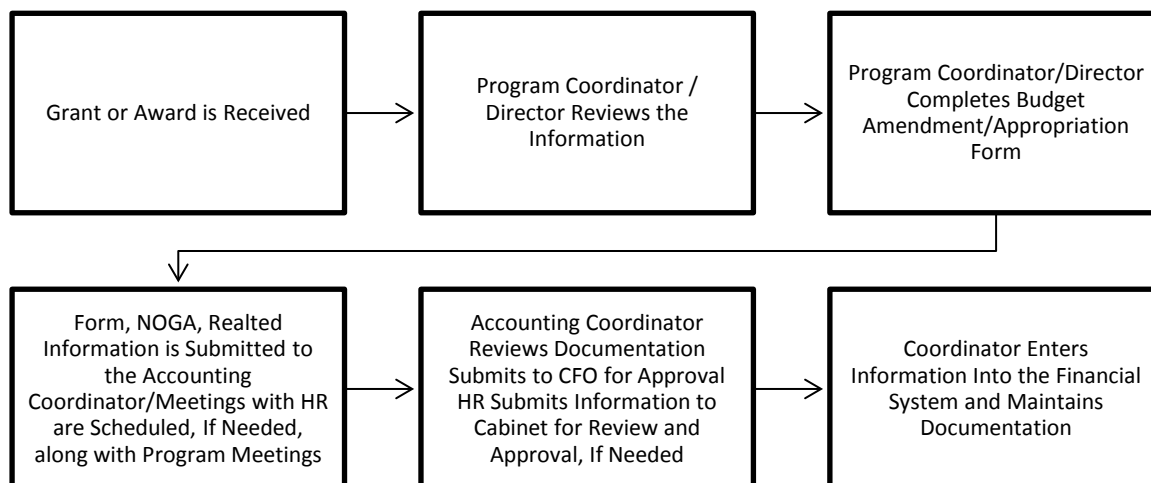 Grant or Award is Received
Program Coordinator /
Director Reviews the
Information
Program Coordinator/Director
Completes Budget
Amendment/Appropriation
Form
Form, NOGA, Realted
Information is Submitted to
the Accounting
Coordinator/Meetings with HR
are Scheduled, If Needed,
along with Program Meetings
Accounting Coordinator
Reviews Documentation
Submits to CFO for Approval
HR Submits Information to
Cabinet for Review and
Approval, If Needed
Coordinator Enters
Information Into the Financial
System and Maintains
Documentation